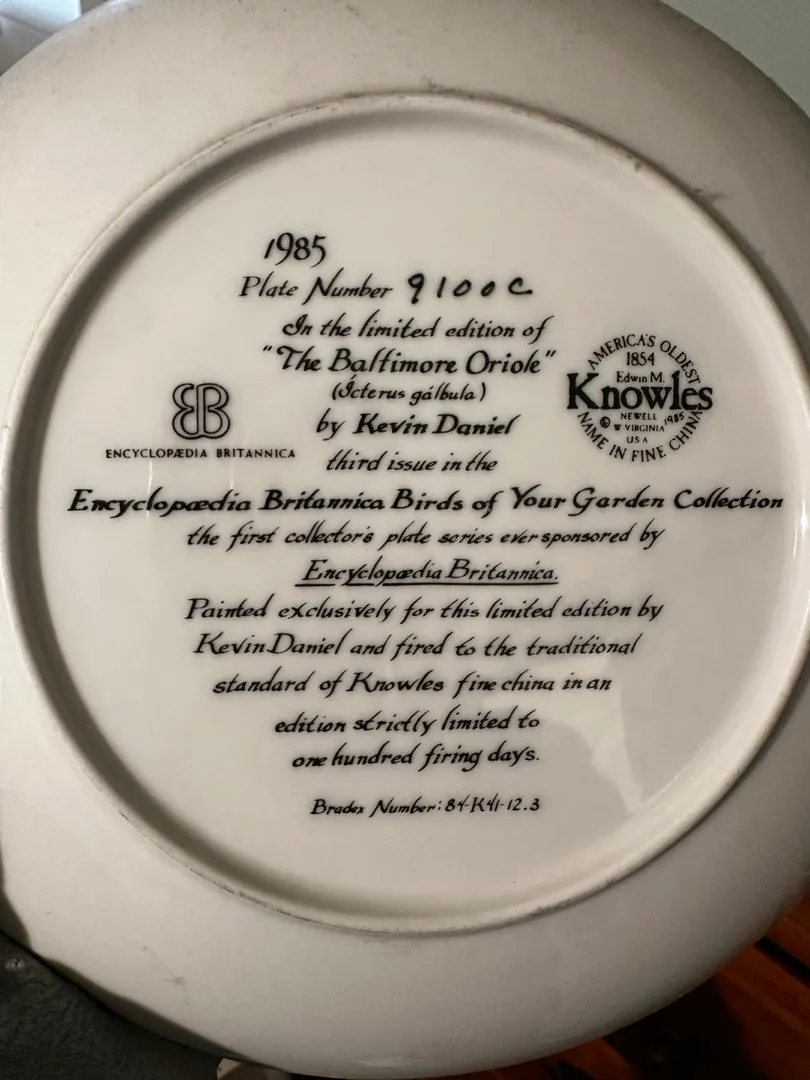 1985
Plate Number 9100C
In the limited edition of
"The Baltimore Oriole"
(Icterus gálbula)
by Kevin Daniel
third issue in the
Encyclopædia Britannica Birds of Your Garden Collection
the first collector's plate series ever sponsored by
Encyclopædia Britannica.
Painted exclusively for this limited edition by
Kevin Daniel and fired to the traditional
standard of Knowles fine china in an
edition strictly limited to
one hundred firing days.
Bradex Number: 84-K41-12.3
EB
ENCYCLOPÆDIA BRITANNICA
AMERICA'S OLDEST
1854
Edwin M.
Knowles
NEWELL
© W VIRGINIA 1985
USA
NAME IN FINE CHINA